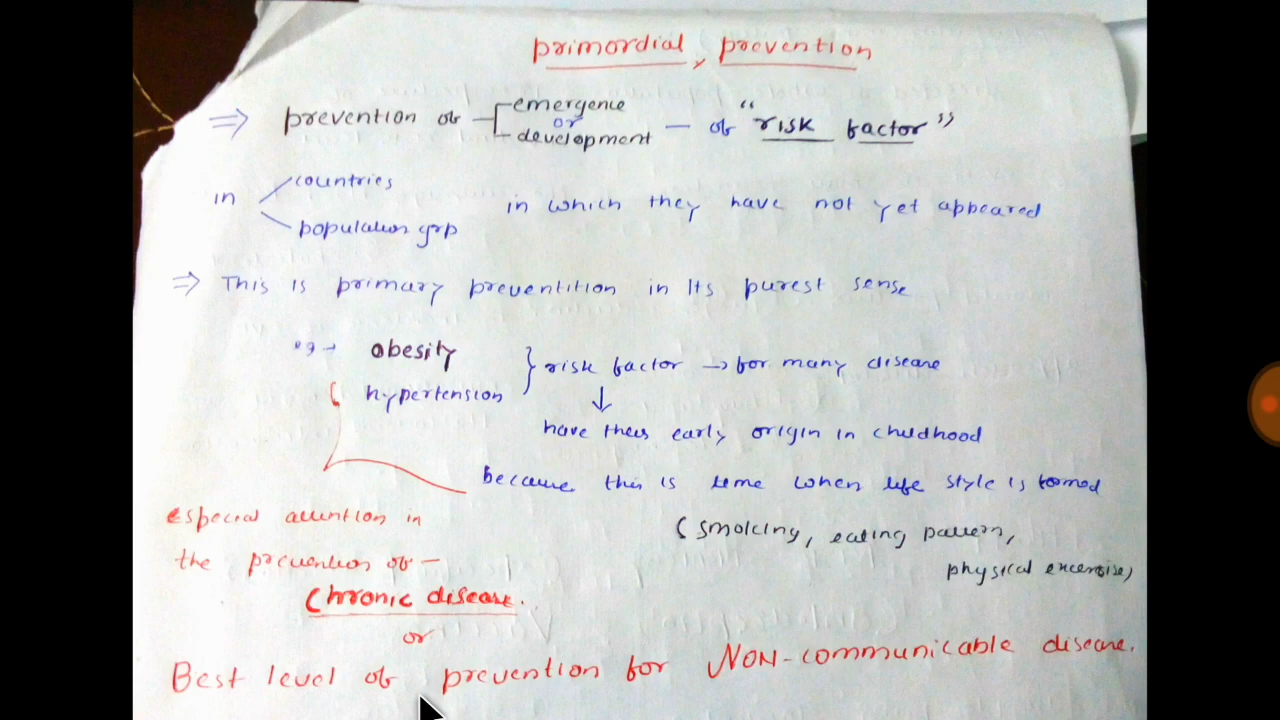 primordial prevention
⇒ prevention of emergence or development — of "risk factor"
in countries
population grp
in which they have not yet appeared
⇒ This is primary preventition in Its purest sense
eg → obesity
hypertension } risk factor → for many disease
↓
have theis early origin in childhood
because this is time when life style is formed
(smoking, eating pattern,
physical excersise)
especial attention in
the prevention of —
Chronic disease.
or
Best level of prevention for NON-communicable disease.